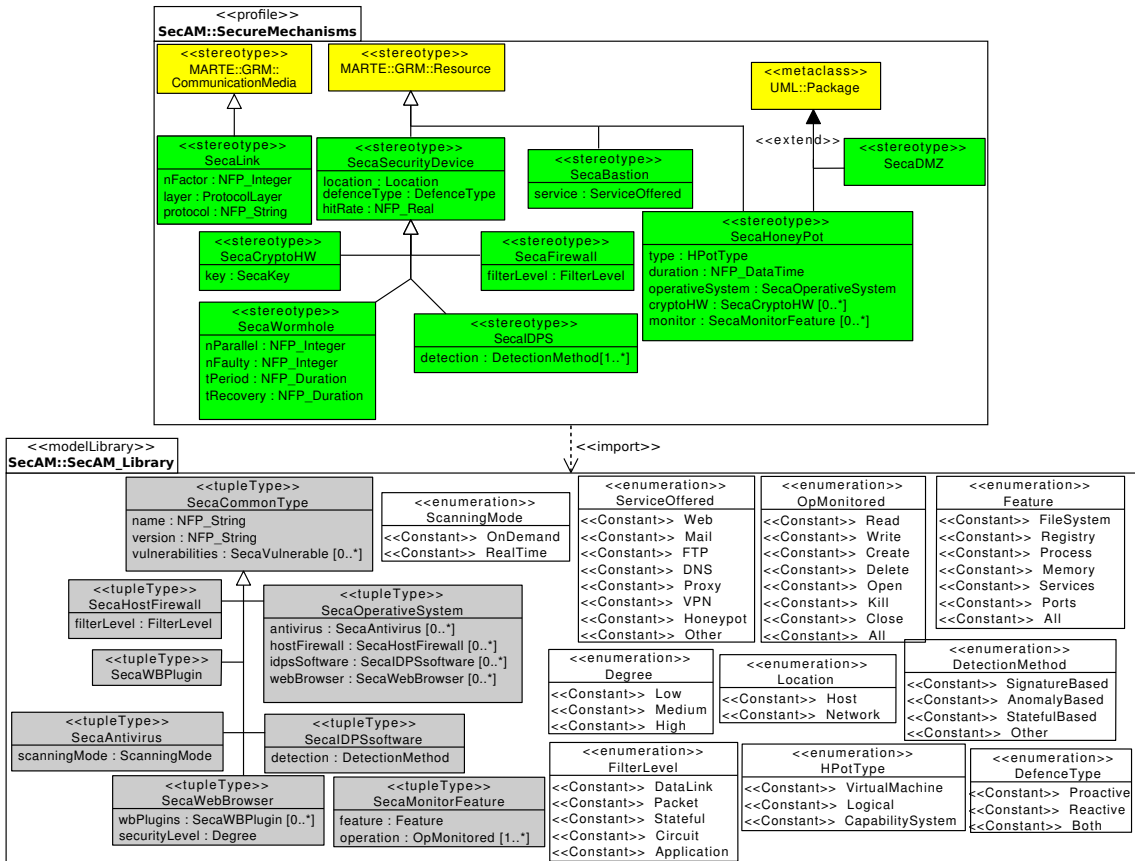 <<profile>>
SecAM::SecureMechanisms
<<stereotype>>
MARTE::GRM::
CommunicationMedia
<<stereotype>>
MARTE::GRM::Resource
<<metaclass>>
UML::Package
<<extend>>
<<stereotype>>
SecaLink
nFactor : NFP_Integer
layer : ProtocolLayer
protocol : NFP_String
<<stereotype>>
SecaSecurityDevice
location : Location
defenceType : DefenceType
hitRate : NFP_Real
<<stereotype>>
SecaBastion
service : ServiceOffered
<<stereotype>>
SecaDMZ
<<stereotype>>
SecaCryptoHW
key : SecaKey
<<stereotype>>
SecaFirewall
filterLevel : FilterLevel
<<stereotype>>
SecaHoneyPot
type : HPotType
duration : NFP_DataTime
operativeSystem : SecaOperativeSystem
cryptoHW : SecaCryptoHW [0..*]
monitor : SecaMonitorFeature [0..*]
<<stereotype>>
SecaWormhole
nParallel : NFP_Integer
nFaulty : NFP_Integer
tPeriod : NFP_Duration
tRecovery : NFP_Duration
<<stereotype>>
SecaIDPS
detection : DetectionMethod[1..*]
<<import>>
<<modelLibrary>>
SecAM::SecAM_Library
<<tupleType>>
SecaCommonType
name : NFP_String
version : NFP_String
vulnerabilities : SecaVulnerable [0..*]
<<enumeration>>
ScanningMode
<<Constant>> OnDemand
<<Constant>> RealTime
<<enumeration>>
ServiceOffered
<<Constant>> Web
<<Constant>> Mail
<<Constant>> FTP
<<Constant>> DNS
<<Constant>> Proxy
<<Constant>> VPN
<<Constant>> Honeypot
<<Constant>> Other
<<enumeration>>
OpMonitored
<<Constant>> Read
<<Constant>> Write
<<Constant>> Create
<<Constant>> Delete
<<Constant>> Open
<<Constant>> Kill
<<Constant>> Close
<<Constant>> All
<<enumeration>>
Feature
<<Constant>> FileSystem
<<Constant>> Registry
<<Constant>> Process
<<Constant>> Memory
<<Constant>> Services
<<Constant>> Ports
<<Constant>> All
<<tupleType>>
SecaHostFirewall
filterLevel : FilterLevel
<<tupleType>>
SecaOperativeSystem
antivirus : SecaAntivirus [0..*]
hostFirewall : SecaHostFirewall [0..*]
idpsSoftware : SecaIDPSsoftware [0..*]
webBrowser : SecaWebBrowser [0..*]
<<tupleType>>
SecaWBPlugin
<<enumeration>>
Degree
<<Constant>> Low
<<Constant>> Medium
<<Constant>> High
<<enumeration>>
Location
<<Constant>> Host
<<Constant>> Network
<<enumeration>>
DetectionMethod
<<Constant>> SignatureBased
<<Constant>> AnomalyBased
<<Constant>> StatefulBased
<<Constant>> Other
<<tupleType>>
SecaAntivirus
scanningMode : ScanningMode
<<tupleType>>
SecaIDPSsoftware
detection : DetectionMethod
<<tupleType>>
SecaWebBrowser
wbPlugins : SecaWBPlugin [0..*]
securityLevel : Degree
<<tupleType>>
SecaMonitorFeature
feature : Feature
operation : OpMonitored [1..*]
<<enumeration>>
FilterLevel
<<Constant>> DataLink
<<Constant>> Packet
<<Constant>> Stateful
<<Constant>> Circuit
<<Constant>> Application
<<enumeration>>
HPotType
<<Constant>> VirtualMachine
<<Constant>> Logical
<<Constant>> CapabilitySystem
<<enumeration>>
DefenceType
<<Constant>> Proactive
<<Constant>> Reactive
<<Constant>> Both